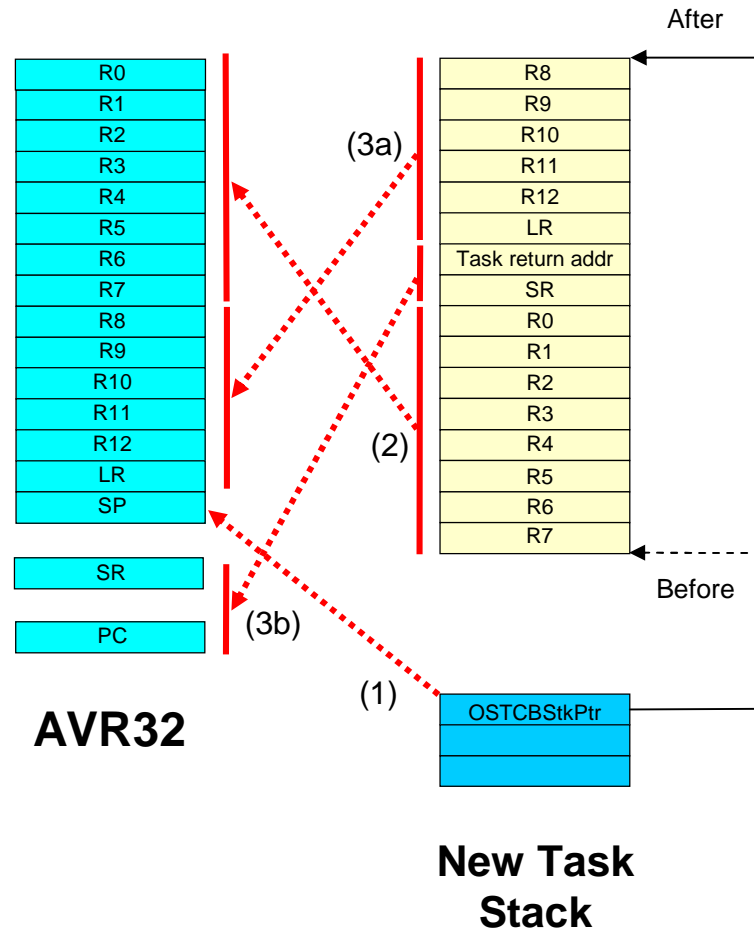 After
R0
R1
R2
R3
R4
R5
R6
R7
R8
R9
R10
R11
R12
LR
SP
SR
PC
AVR32
(3a)
(2)
(3b)
(1)
R8
R9
R10
R11
R12
LR
Task return addr
SR
R0
R1
R2
R3
R4
R5
R6
R7
Before
OSTCBStkPtr
New Task
Stack